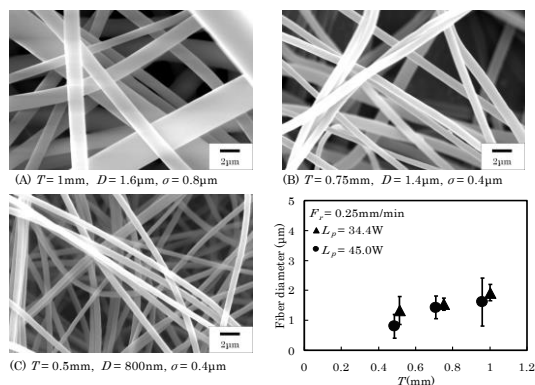 2μm
2μm
(A) T = 1mm, D = 1.6μm, σ = 0.8μm
(B) T = 0.75mm, D = 1.4μm, σ = 0.4μm
2μm
(C) T = 0.5mm, D = 800nm, σ = 0.4μm
Fiber diameter (μm)
5
4
3
2
1
0
Fr = 0.25mm/min
▲ Lp = 34.4W
● Lp = 45.0W
0 0.2 0.4 0.6 0.8 1 1.2
T(mm)